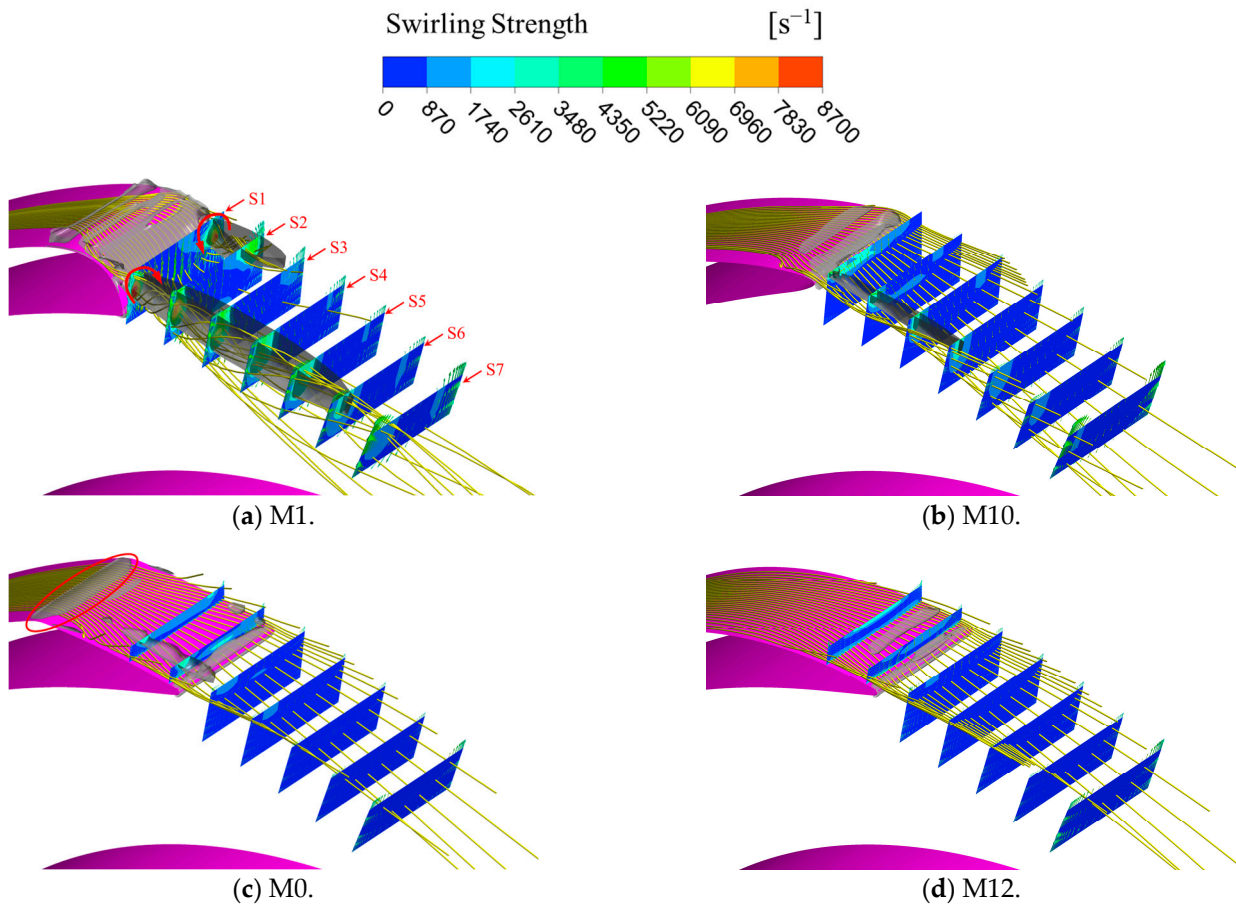 Swirling Strength [s⁻¹]
0 870 1740 2610 3480 4350 5220 6090 6960 7830 8700
S1
S2
S3
S4
S5
S6
S7
(a) M1.
(b) M10.
(c) M0.
(d) M12.